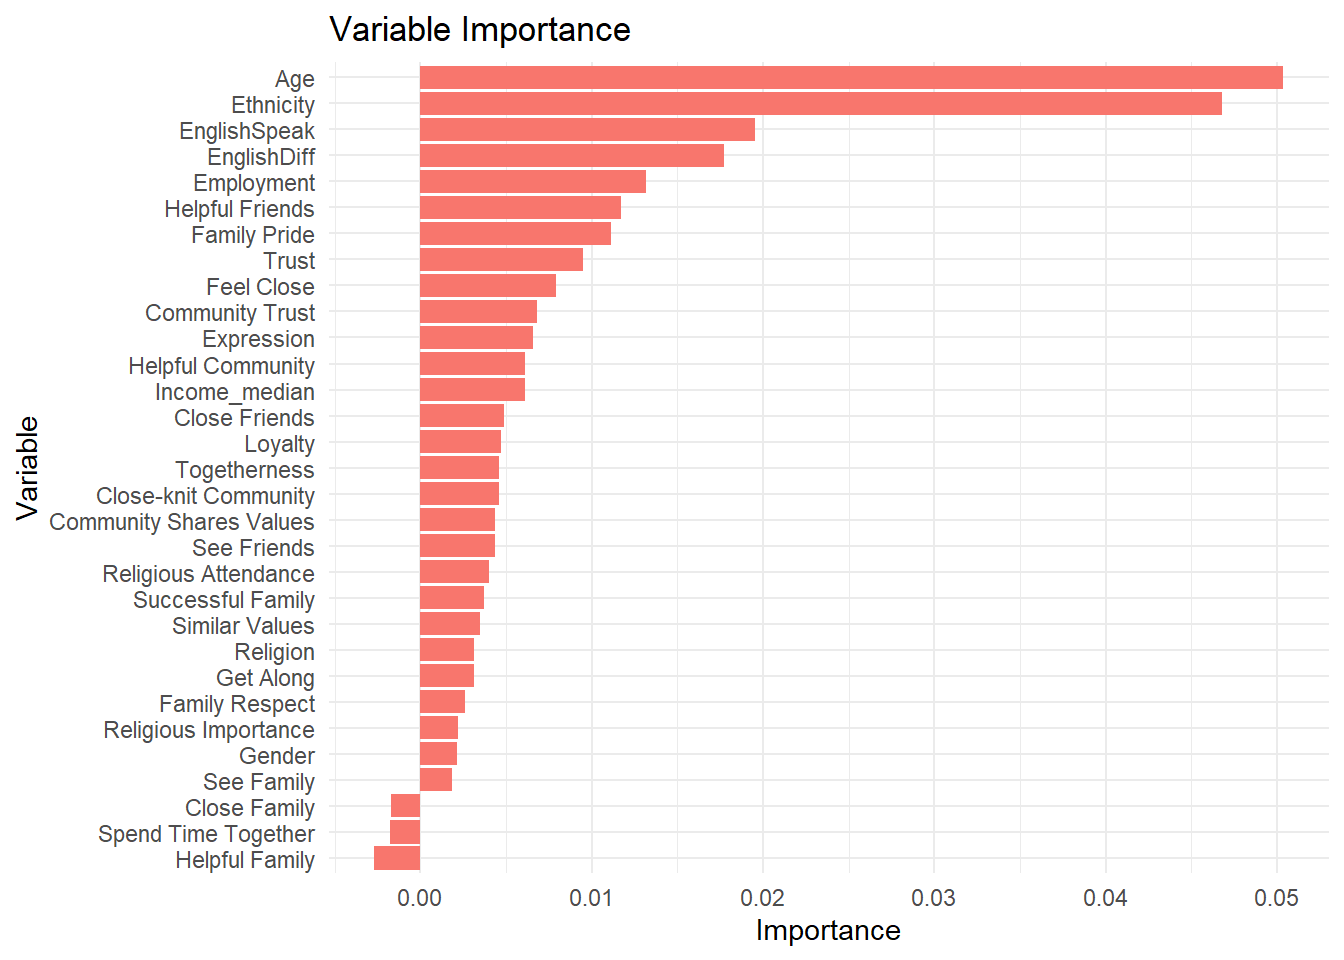 Variable Importance
Age
Ethnicity
EnglishSpeak
EnglishDiff
Employment
Helpful Friends
Family Pride
Trust
Feel Close
Community Trust
Expression
Helpful Community
Income_median
Close Friends
Loyalty
Togetherness
Close-knit Community
Community Shares Values
See Friends
Religious Attendance
Successful Family
Similar Values
Religion
Get Along
Family Respect
Religious Importance
Gender
See Family
Close Family
Spend Time Together
Helpful Family
Variable
0.00 0.01 0.02 0.03 0.04 0.05
Importance